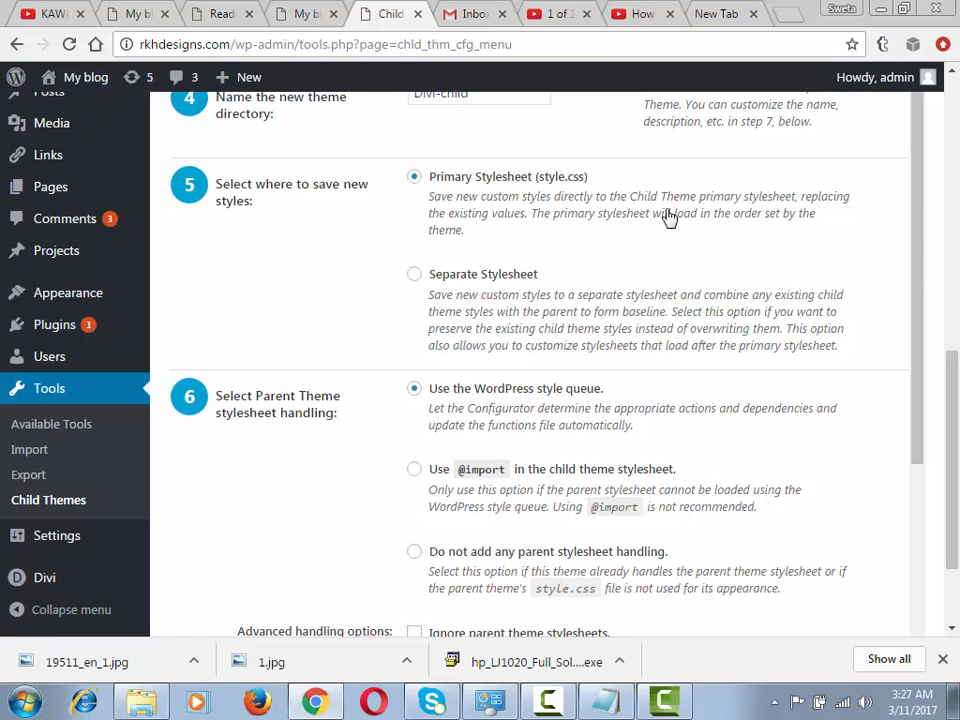 KAW
My b
Read
My b
Child
Inbo
1 of 1
How
New Tab
Sweta
rkhdesigns.com/wp-admin/tools.php?page=chld_thm_cfg_menu
My blog
5
3
New
Howdy, admin
Posts
Media
Links
Pages
Comments 3
Projects
Appearance
Plugins 1
Users
Tools
Available Tools
Import
Export
Child Themes
Settings
Divi
Collapse menu
4
Name the new theme
directory:
Divi-child
Theme. You can customize the name,
description, etc. in step 7, below.
5
Select where to save new
styles:
Primary Stylesheet (style.css)
Save new custom styles directly to the Child Theme primary stylesheet, replacing
the existing values. The primary stylesheet will load in the order set by the
theme.
Separate Stylesheet
Save new custom styles to a separate stylesheet and combine any existing child
theme styles with the parent to form baseline. Select this option if you want to
preserve the existing child theme styles instead of overwriting them. This option
also allows you to customize stylesheets that load after the primary stylesheet.
6
Select Parent Theme
stylesheet handling:
Use the WordPress style queue.
Let the Configurator determine the appropriate actions and dependencies and
update the functions file automatically.
Use @import in the child theme stylesheet.
Only use this option if the parent stylesheet cannot be loaded using the
WordPress style queue. Using @import is not recommended.
Do not add any parent stylesheet handling.
Select this option if this theme already handles the parent theme stylesheet or if
the parent theme's style.css file is not used for its appearance.
Advanced handling options:
Ignore parent theme stylesheets.
19511_en_1.jpg
1.jpg
hp_LJ1020_Full_Sol....exe
Show all
3:27 AM
3/11/2017